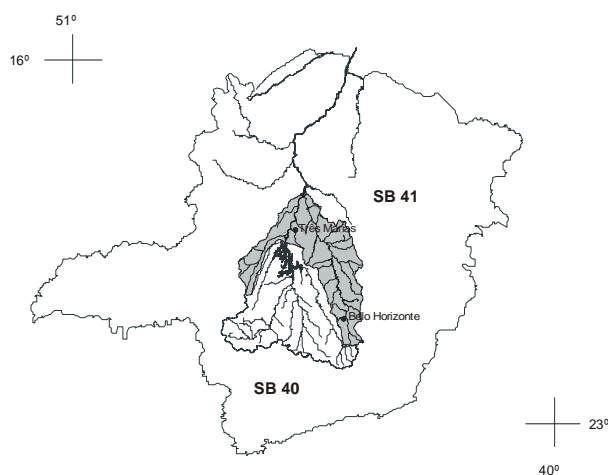 51º
16º
SB 41
Três Marias
Belo Horizonte
SB 40
23º
40º